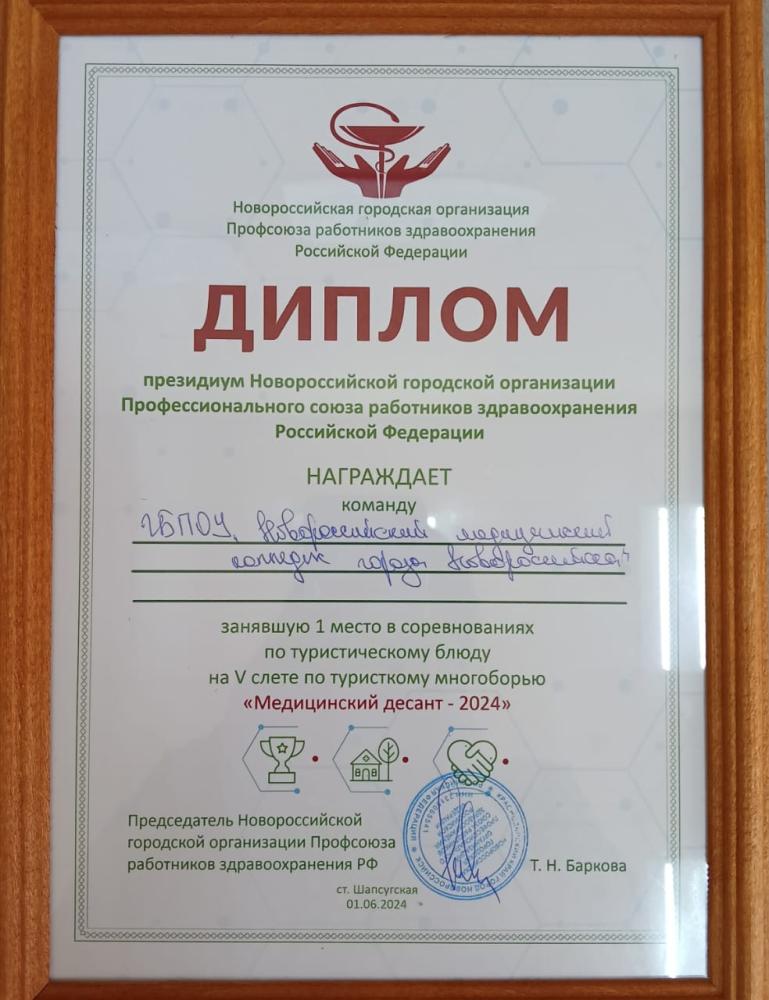 Новороссийская городская организация
Профсоюза работников здравоохранения
Российской Федерации
ДИПЛОМ
президиум Новороссийской городской организации
Профессионального союза работников здравоохранения
Российской Федерации
НАГРАЖДАЕТ
команду
ГБПОУ "Новороссийский медицинский
колледж города Новороссийска"
занявшую 1 место в соревнованиях
по туристическому блюду
на V слете по туристкому многоборью
«Медицинский десант - 2024»
Председатель Новороссийской
городской организации Профсоюза
работников здравоохранения РФ
Т. Н. Баркова
ст. Шапсугская
01.06.2024